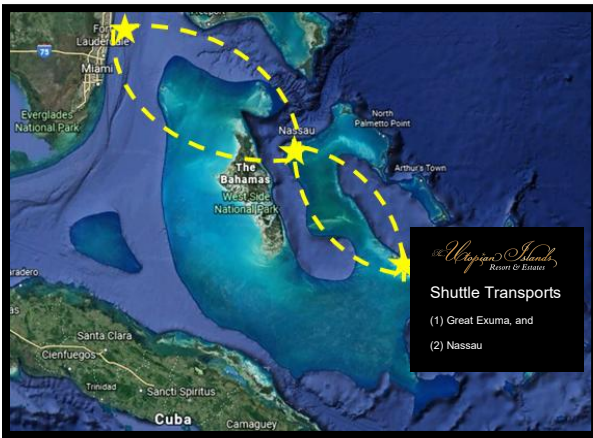 Fort
Lauderdale
75
Miami
Everglades
National Park
North
Palmetto Point
Nassau
Arthur's Town
The
Bahamas
West Side
National Park
The
Utopian Islands
Resort & Estates
Shuttle Transports
(1) Great Exuma, and
(2) Nassau
aradero
as
Santa Clara
Cienfuegos
Trinidad
Sancti Spiritus
Cuba
Camaguey